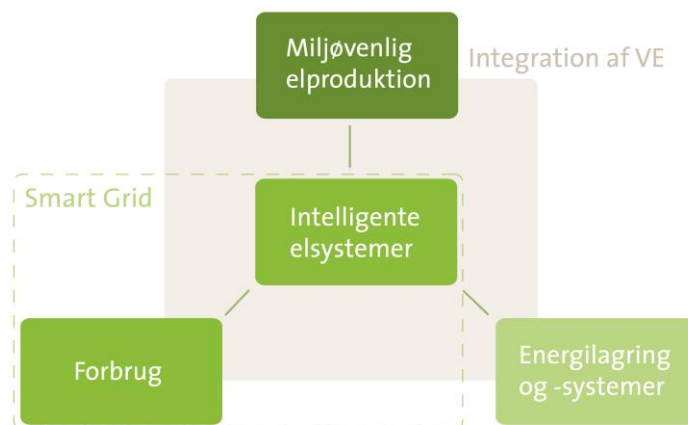 Miljøvenlig
elproduktion
Integration af VE
Smart Grid
Intelligente
elsystemer
Forbrug
Energilagring
og -systemer